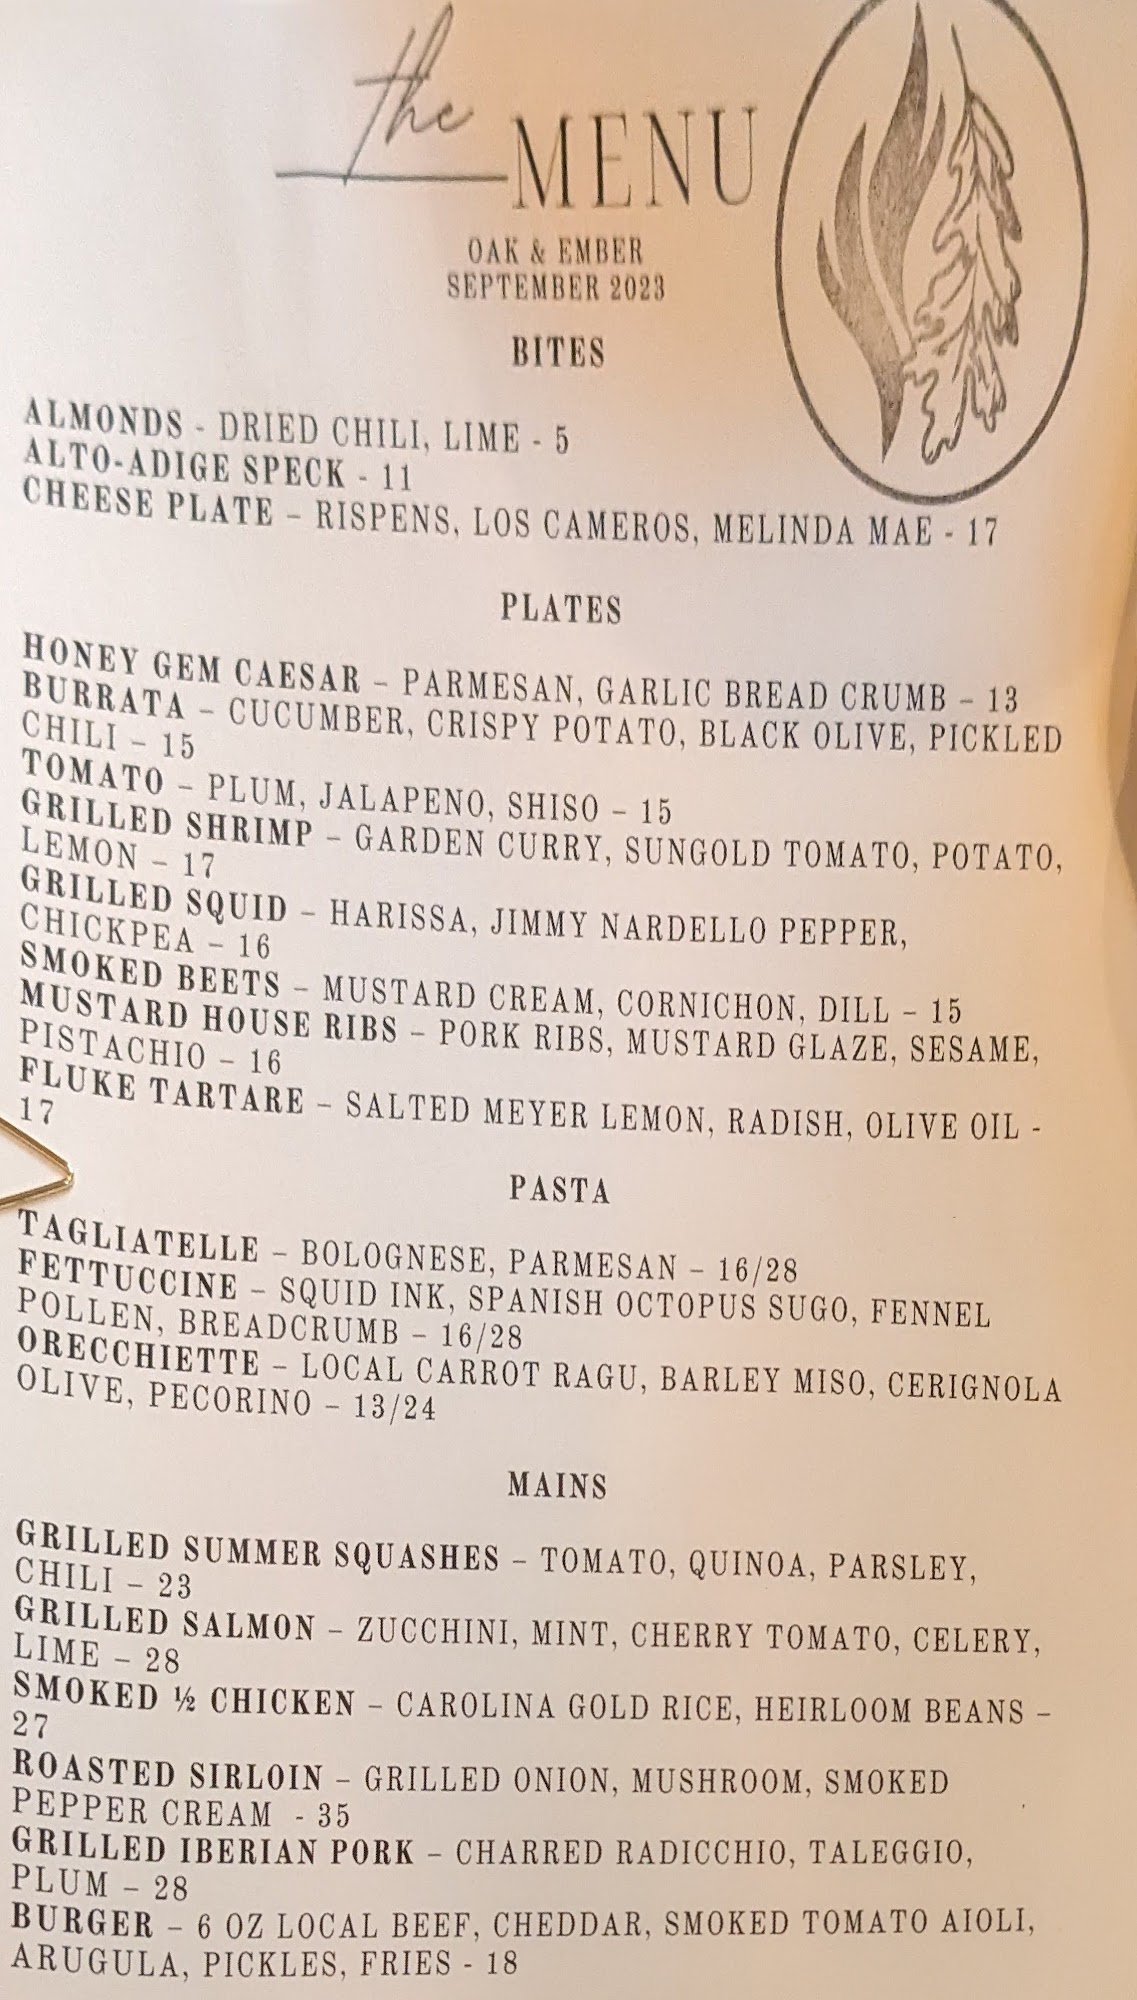 the MENU
OAK & EMBER
SEPTEMBER 2023
BITES
ALMONDS - DRIED CHILI, LIME - 5
ALTO-ADIGE SPECK - 11
CHEESE PLATE – RISPENS, LOS CAMEROS, MELINDA MAE - 17
PLATES
HONEY GEM CAESAR – PARMESAN, GARLIC BREAD CRUMB – 13
BURRATA – CUCUMBER, CRISPY POTATO, BLACK OLIVE, PICKLED
CHILI – 15
TOMATO – PLUM, JALAPENO, SHISO – 15
GRILLED SHRIMP – GARDEN CURRY, SUNGOLD TOMATO, POTATO,
LEMON – 17
GRILLED SQUID – HARISSA, JIMMY NARDELLO PEPPER,
CHICKPEA – 16
SMOKED BEETS – MUSTARD CREAM, CORNICHON, DILL – 15
MUSTARD HOUSE RIBS – PORK RIBS, MUSTARD GLAZE, SESAME,
PISTACHIO – 16
FLUKE TARTARE – SALTED MEYER LEMON, RADISH, OLIVE OIL -
17
PASTA
TAGLIATELLE – BOLOGNESE, PARMESAN – 16/28
FETTUCCINE – SQUID INK, SPANISH OCTOPUS SUGO, FENNEL
POLLEN, BREADCRUMB – 16/28
ORECCHIETTE – LOCAL CARROT RAGU, BARLEY MISO, CERIGNOLA
OLIVE, PECORINO – 13/24
MAINS
GRILLED SUMMER SQUASHES – TOMATO, QUINOA, PARSLEY,
CHILI – 23
GRILLED SALMON – ZUCCHINI, MINT, CHERRY TOMATO, CELERY,
LIME – 28
SMOKED ½ CHICKEN – CAROLINA GOLD RICE, HEIRLOOM BEANS –
27
ROASTED SIRLOIN – GRILLED ONION, MUSHROOM, SMOKED
PEPPER CREAM - 35
GRILLED IBERIAN PORK – CHARRED RADICCHIO, TALEGGIO,
PLUM – 28
BURGER – 6 OZ LOCAL BEEF, CHEDDAR, SMOKED TOMATO AIOLI,
ARUGULA, PICKLES, FRIES - 18